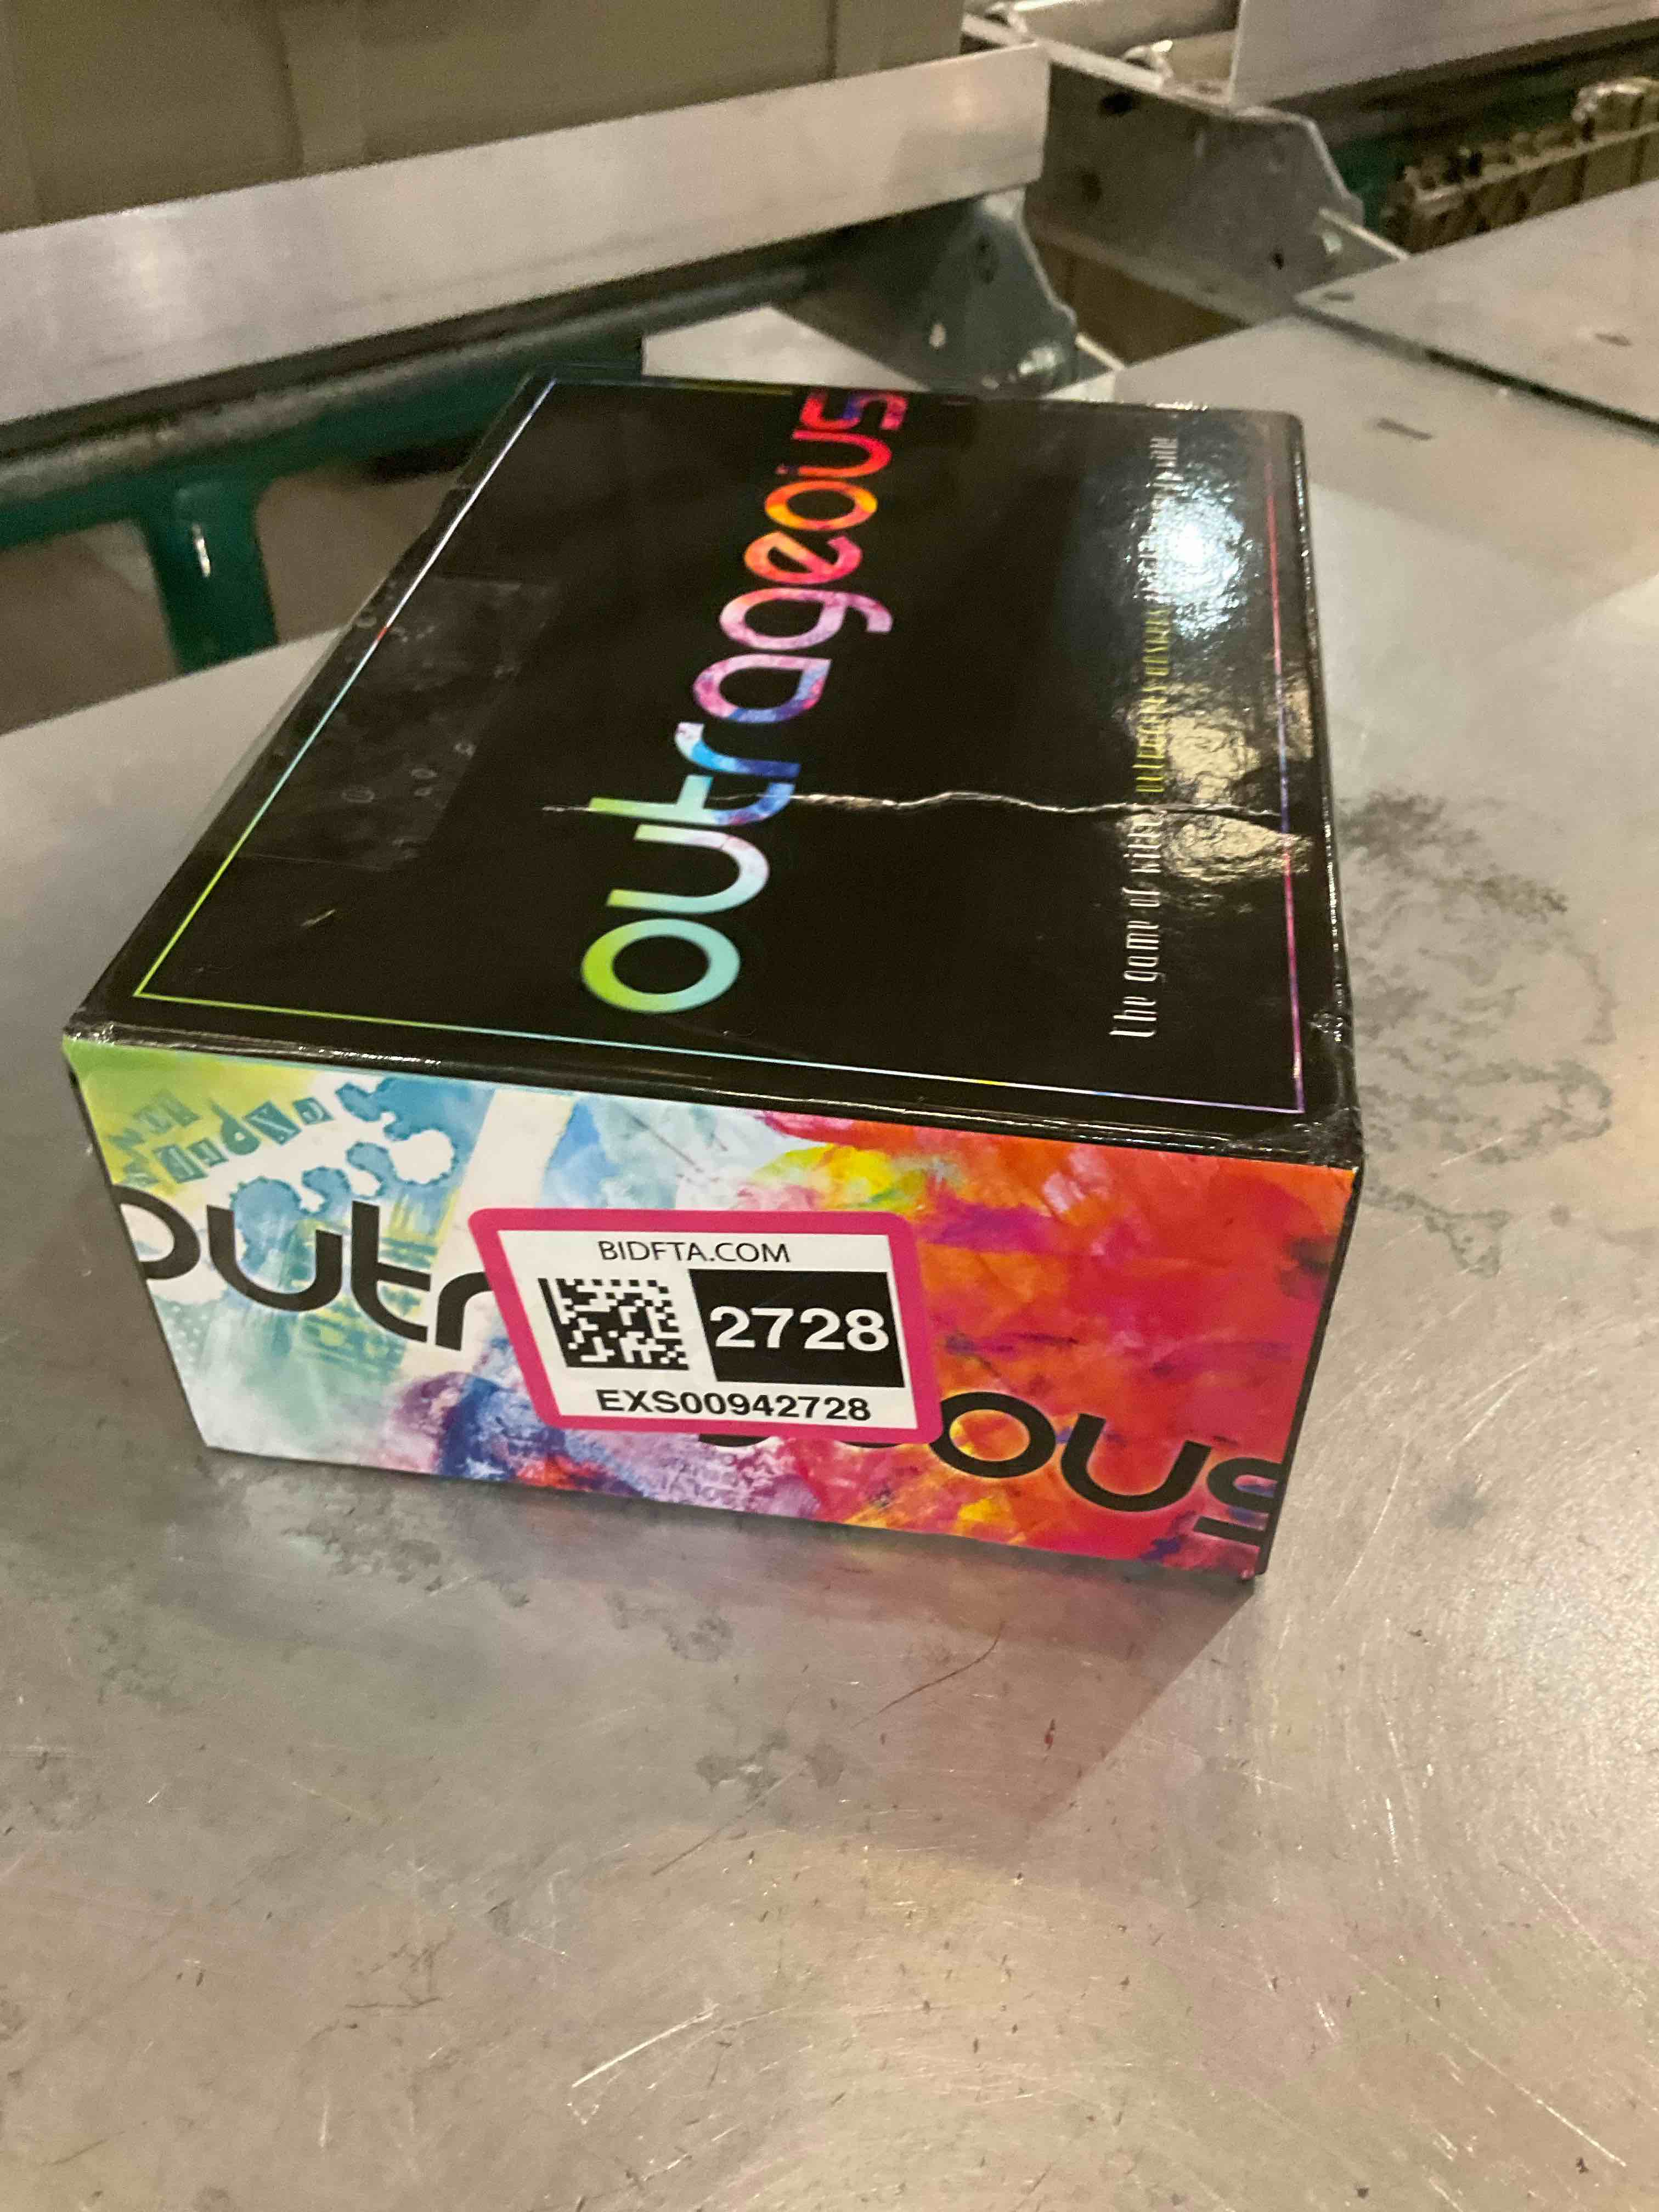 outrageous
the game of
outr
eous
BIDFTA.COM
2728
EXS00942728